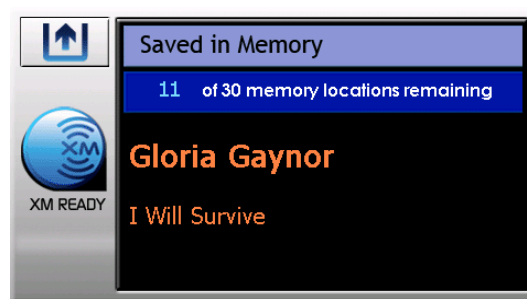 Saved in Memory
11 of 30 memory locations remaining
XM
Gloria Gaynor
XM READY
I Will Survive